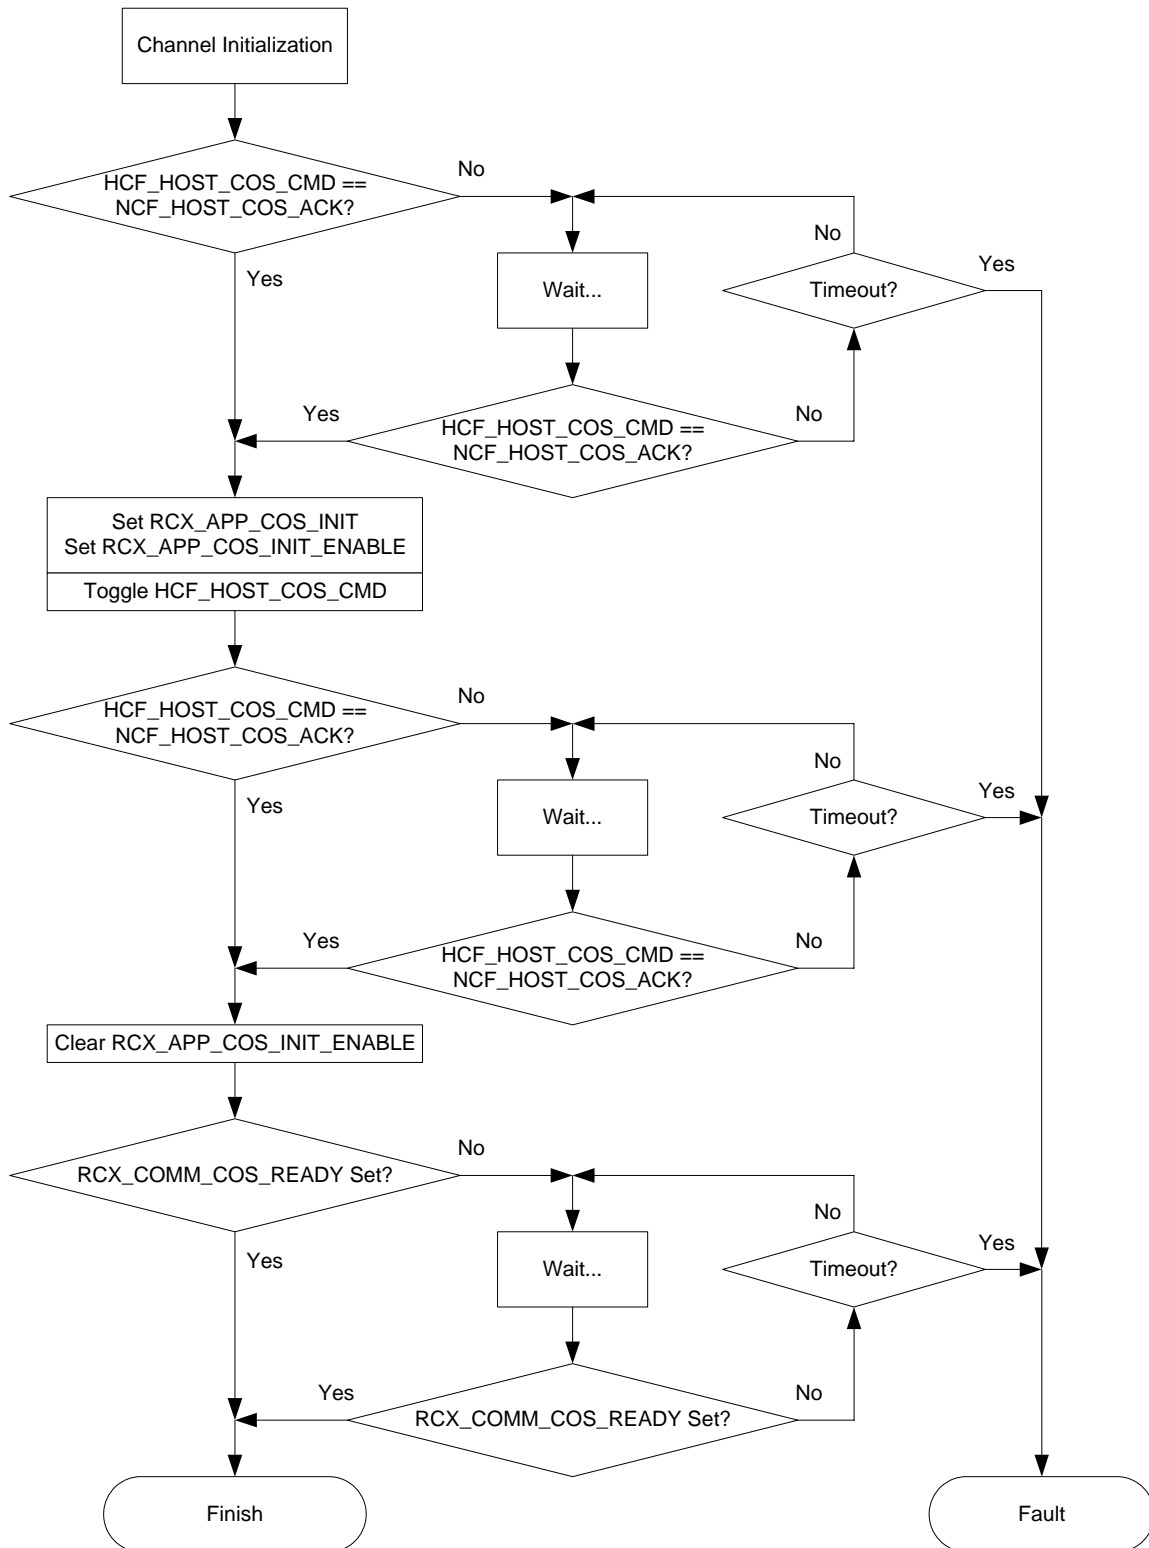 Channel Initialization
HCF_HOST_COS_CMD ==
NCF_HOST_COS_ACK?
No
Yes
Wait...
No
Timeout?
Yes
HCF_HOST_COS_CMD ==
NCF_HOST_COS_ACK?
Yes
No
Set RCX_APP_COS_INIT
Set RCX_APP_COS_INIT_ENABLE
Toggle HCF_HOST_COS_CMD
HCF_HOST_COS_CMD ==
NCF_HOST_COS_ACK?
No
Yes
Wait...
No
Timeout?
Yes
HCF_HOST_COS_CMD ==
NCF_HOST_COS_ACK?
Yes
No
Clear RCX_APP_COS_INIT_ENABLE
RCX_COMM_COS_READY Set?
No
Yes
Wait...
No
Timeout?
Yes
RCX_COMM_COS_READY Set?
Yes
No
Finish
Fault